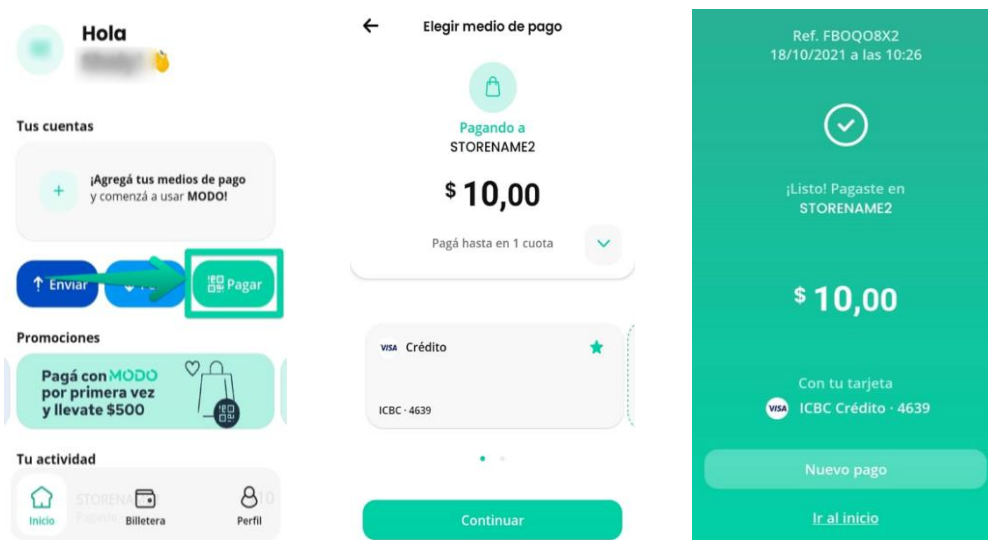 Hola
Tus cuentas
¡Agregá tus medios de pago
y comenzá a usar MODO!
Enviar
Pagar
Promociones
Pagá con MODO
por primera vez
y llevate $500
Tu actividad
Inicio
Billetera
Perfil
Elegir medio de pago
Pagando a
STORENAME2
$ 10,00
Pagá hasta en 1 cuota
VISA Crédito
ICBC · 4639
Continuar
Ref. FBOQO8X2
18/10/2021 a las 10:26
¡Listo! Pagaste en
STORENAME2
$ 10,00
Con tu tarjeta
VISA ICBC Crédito · 4639
Nuevo pago
Ir al inicio